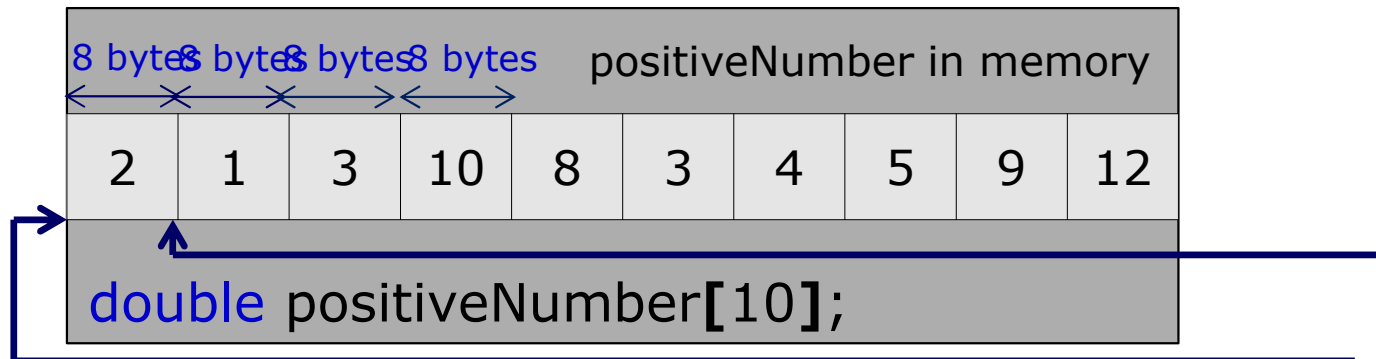 8 bytes 8 bytes 8 bytes 8 bytes positiveNumber in memory
2 1 3 10 8 3 4 5 9 12
double positiveNumber[10];